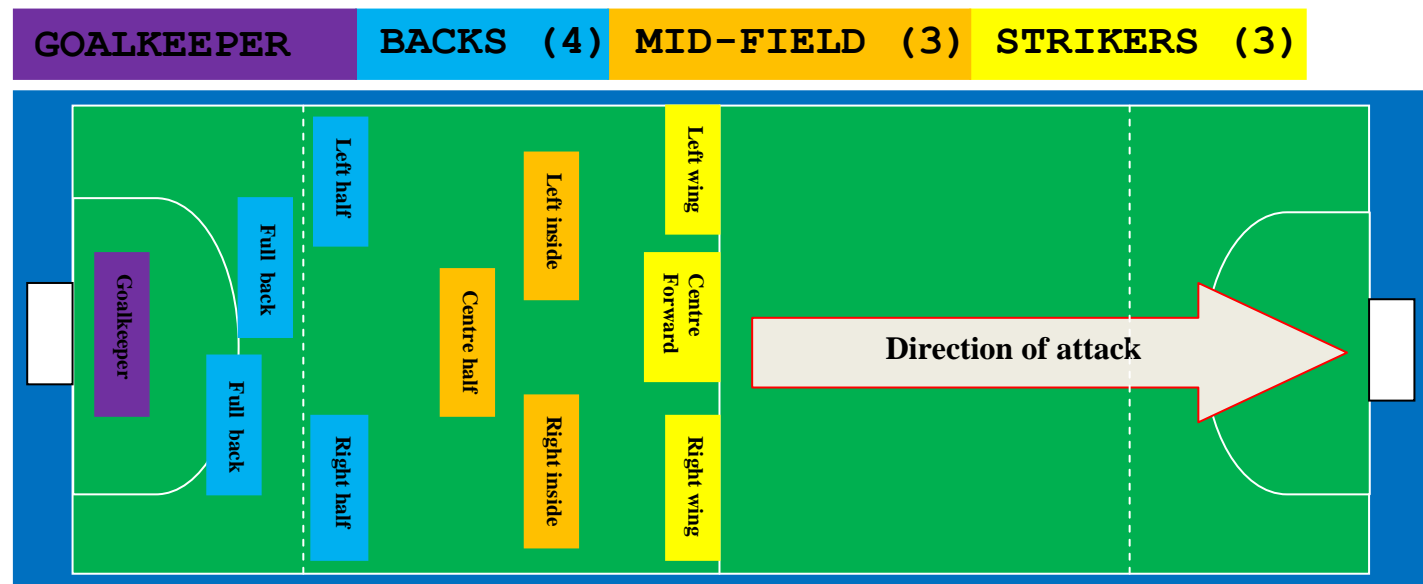 GOALKEEPER BACKS (4) MID-FIELD (3) STRIKERS (3)
Goalkeeper
Full back
Full back
Left half
Right half
Centre half
Left inside
Right inside
Left wing
Centre
Forward
Right wing
Direction of attack